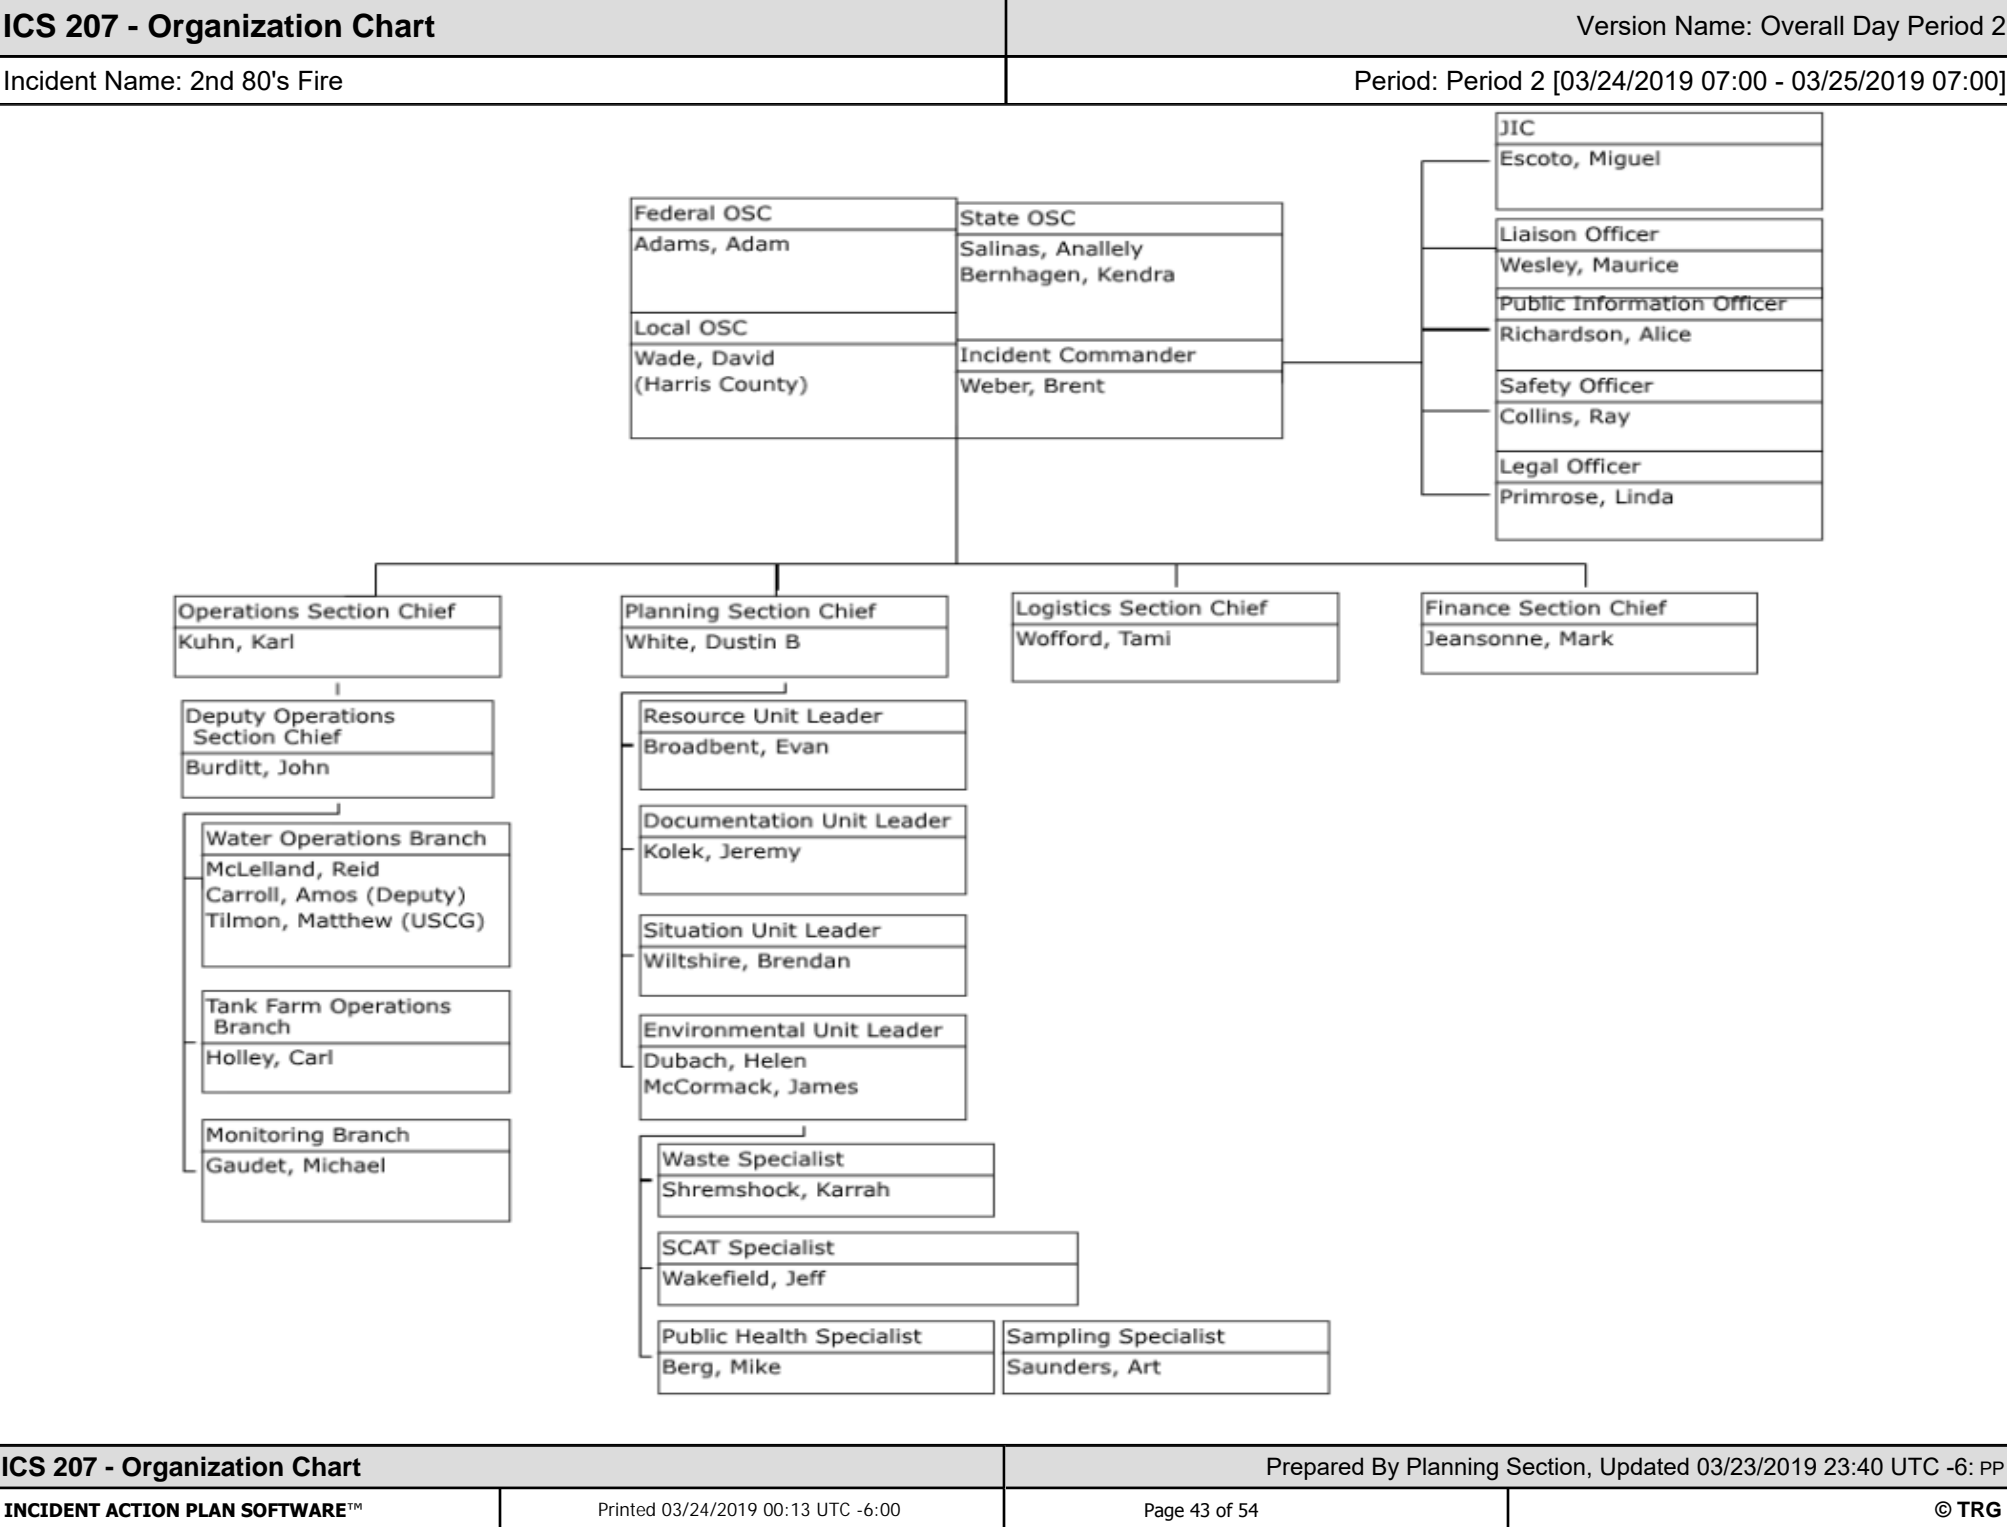 ICS 207 - Organization Chart
Version Name: Overall Day Period 2
Incident Name: 2nd 80's Fire
Period: Period 2 [03/24/2019 07:00 - 03/25/2019 07:00]
JIC
Escoto, Miguel
Federal OSC
Adams, Adam
State OSC
Salinas, Anallely
Bernhagen, Kendra
Local OSC
Wade, David
(Harris County)
Incident Commander
Weber, Brent
Liaison Officer
Wesley, Maurice
Public Information Officer
Richardson, Alice
Safety Officer
Collins, Ray
Legal Officer
Primrose, Linda
Operations Section Chief
Kuhn, Karl
Planning Section Chief
White, Dustin B
Logistics Section Chief
Wofford, Tami
Finance Section Chief
Jeansonne, Mark
Deputy Operations
Section Chief
Burditt, John
Water Operations Branch
McLelland, Reid
Carroll, Amos (Deputy)
Tilmon, Matthew (USCG)
Tank Farm Operations
Branch
Holley, Carl
Monitoring Branch
Gaudet, Michael
Resource Unit Leader
Broadbent, Evan
Documentation Unit Leader
Kolek, Jeremy
Situation Unit Leader
Wiltshire, Brendan
Environmental Unit Leader
Dubach, Helen
McCormack, James
Waste Specialist
Shremshock, Karrah
SCAT Specialist
Wakefield, Jeff
Public Health Specialist
Berg, Mike
Sampling Specialist
Saunders, Art
ICS 207 - Organization Chart
Prepared By Planning Section, Updated 03/23/2019 23:40 UTC -6: PP
INCIDENT ACTION PLAN SOFTWARE™
Printed 03/24/2019 00:13 UTC -6:00
Page 43 of 54
© TRG